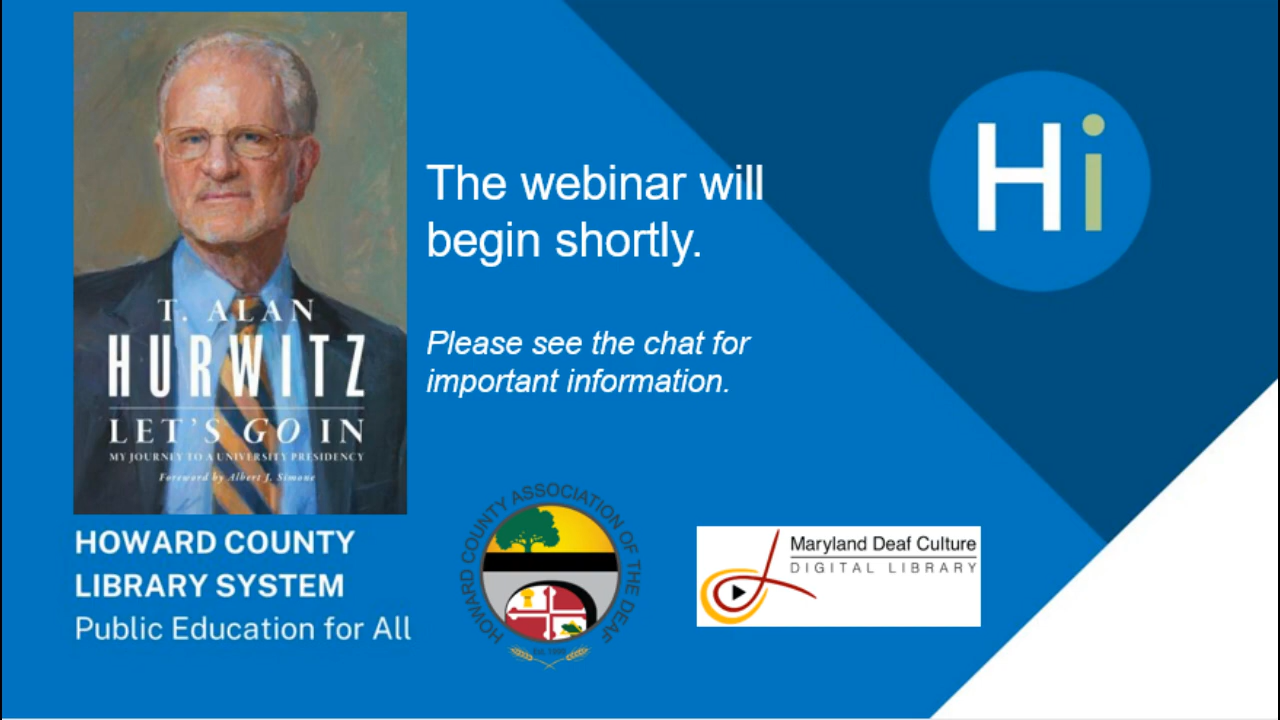 T. ALAN
HURWITZ
LET'S GO IN
MY JOURNEY TO A UNIVERSITY PRESIDENCY
Foreword by Albert J. Simone
The webinar will
begin shortly.
Please see the chat for
important information.
Hi
HOWARD COUNTY
LIBRARY SYSTEM
Public Education for All
HOWARD COUNTY ASSOCIATION OF THE DEAF
Maryland Deaf Culture
DIGITAL LIBRARY